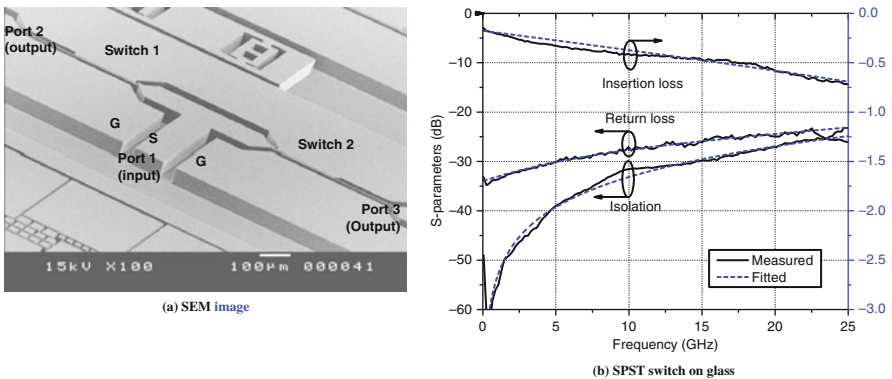 Port 2
(output)
Switch 1
G
S
Port 1
(input)
G
Switch 2
Port 3
(Output)
15kV X100 100µm 000041
(a) SEM image
0
−10
−20
−30
−40
−50
−60
S-parameters (dB)
0.0
−0.5
−1.0
−1.5
−2.0
−2.5
−3.0
Insertion loss
Return loss
Isolation
Measured
Fitted
0 5 10 15 20 25
Frequency (GHz)
(b) SPST switch on glass